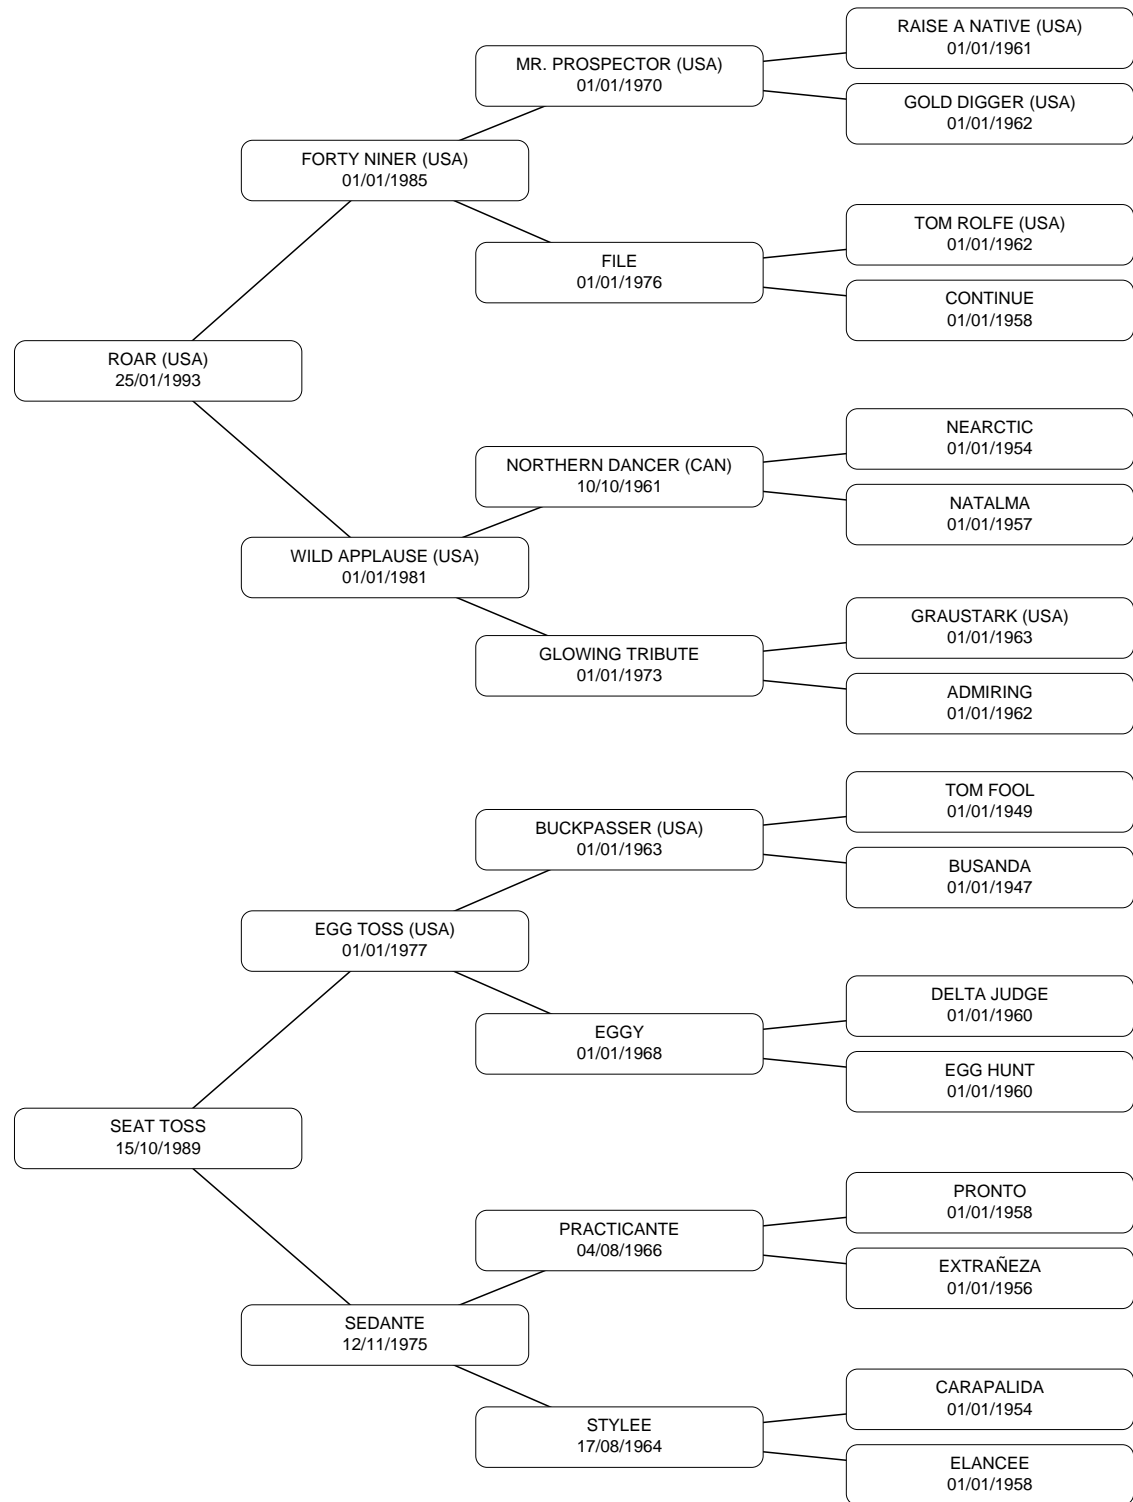 RAISE A NATIVE (USA)
01/01/1961
MR. PROSPECTOR (USA)
01/01/1970
GOLD DIGGER (USA)
01/01/1962
FORTY NINER (USA)
01/01/1985
TOM ROLFE (USA)
01/01/1962
FILE
01/01/1976
CONTINUE
01/01/1958
ROAR (USA)
25/01/1993
NEARCTIC
01/01/1954
NORTHERN DANCER (CAN)
10/10/1961
NATALMA
01/01/1957
WILD APPLAUSE (USA)
01/01/1981
GRAUSTARK (USA)
01/01/1963
GLOWING TRIBUTE
01/01/1973
ADMIRING
01/01/1962
TOM FOOL
01/01/1949
BUCKPASSER (USA)
01/01/1963
BUSANDA
01/01/1947
EGG TOSS (USA)
01/01/1977
DELTA JUDGE
01/01/1960
EGGY
01/01/1968
EGG HUNT
01/01/1960
SEAT TOSS
15/10/1989
PRONTO
01/01/1958
PRACTICANTE
04/08/1966
EXTRAÑEZA
01/01/1956
SEDANTE
12/11/1975
CARAPALIDA
01/01/1954
STYLEE
17/08/1964
ELANCEE
01/01/1958